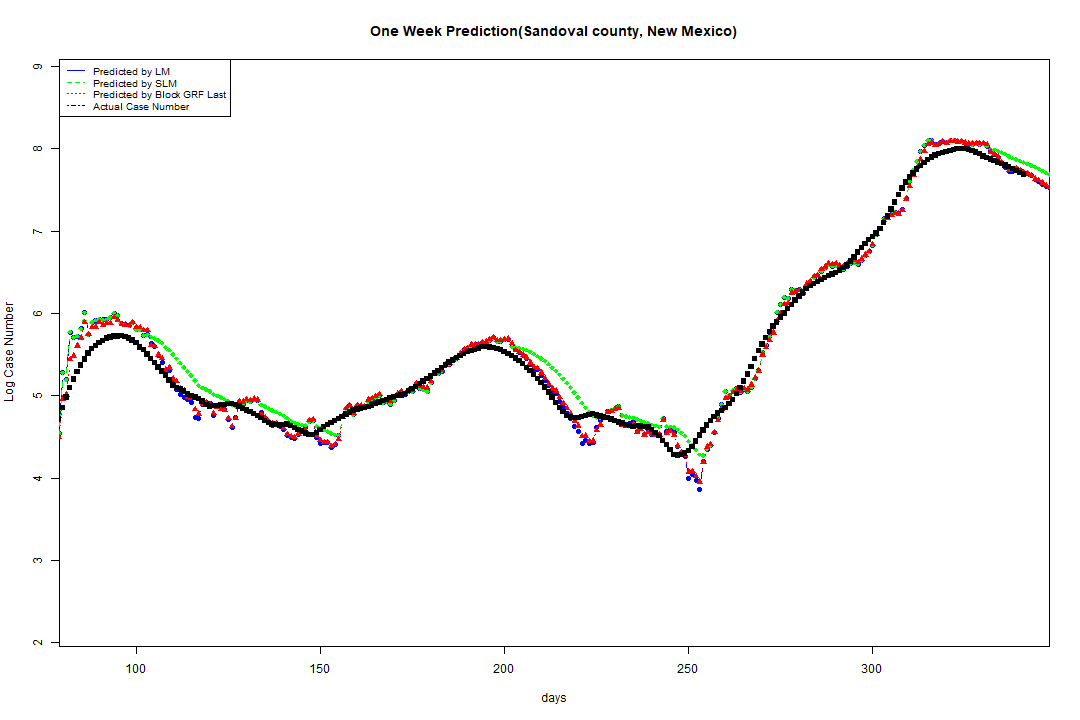 One Week Prediction(Sandoval county, New Mexico)
Predicted by LM
Predicted by SLM
Predicted by Block GRF Last
Actual Case Number
9
8
7
6
5
4
3
2
Log Case Number
100 150 200 250 300
days